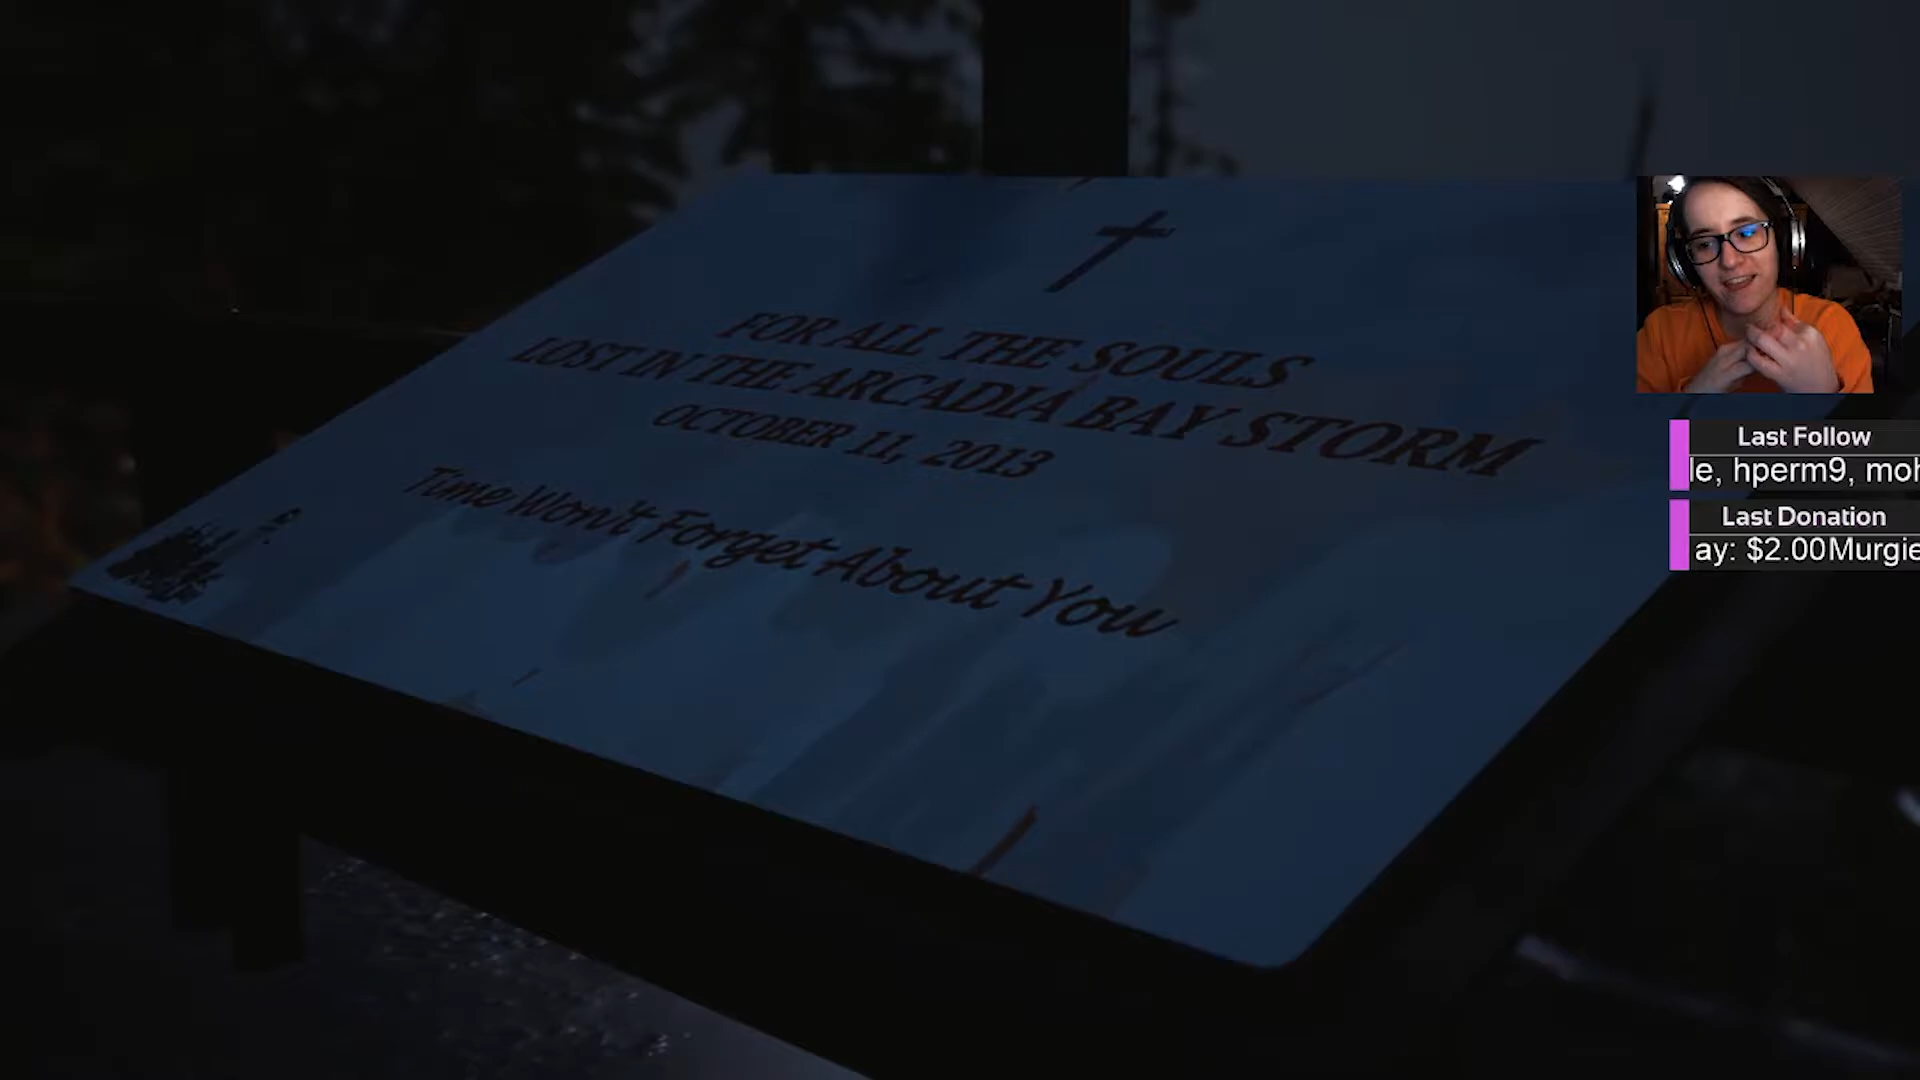 FOR ALL THE SOULS
LOST IN THE ARCADIA BAY STORM
OCTOBER 11, 2013
Time Won't Forget About You
Last Follow
le, hperm9, moh
Last Donation
ay: $2.00Murgie